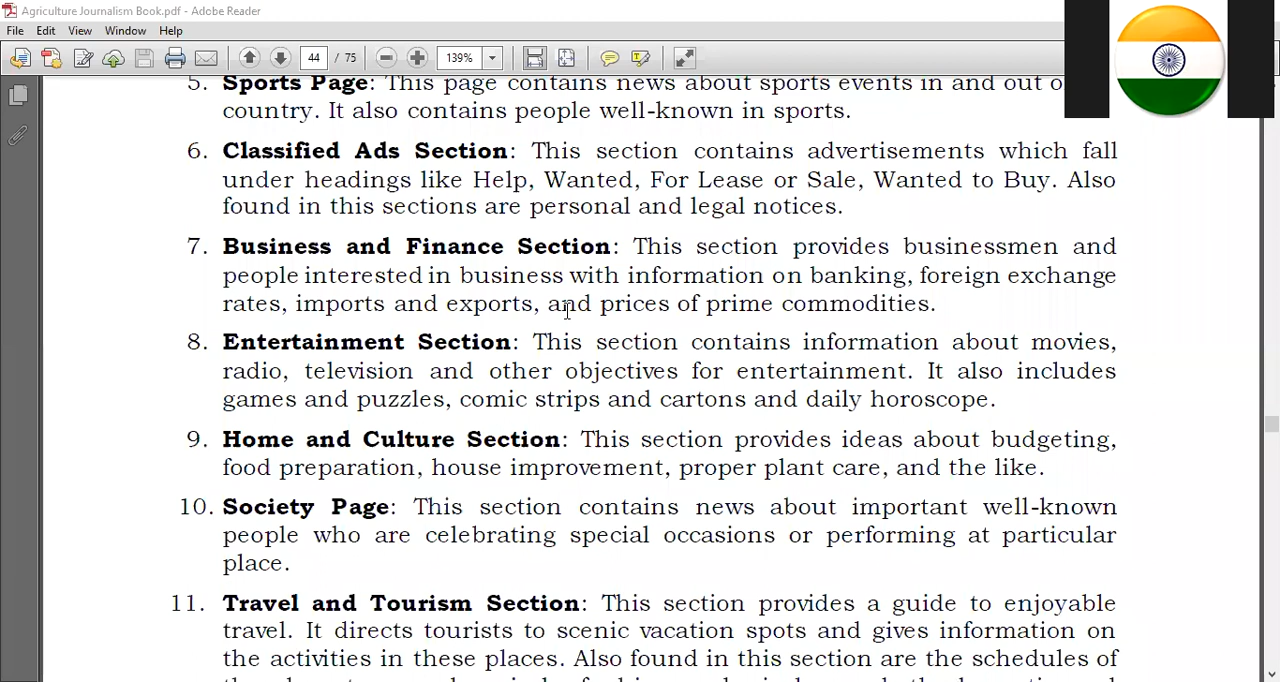 Agriculture Journalism Book.pdf - Adobe Reader
File Edit View Window Help
44 / 75 139%
5. Sports Page: This page contains news about sports events in and out
country. It also contains people well-known in sports.
6. Classified Ads Section: This section contains advertisements which fall
under headings like Help, Wanted, For Lease or Sale, Wanted to Buy. Also
found in this sections are personal and legal notices.
7. Business and Finance Section: This section provides businessmen and
people interested in business with information on banking, foreign exchange
rates, imports and exports, and prices of prime commodities.
8. Entertainment Section: This section contains information about movies,
radio, television and other objectives for entertainment. It also includes
games and puzzles, comic strips and cartons and daily horoscope.
9. Home and Culture Section: This section provides ideas about budgeting,
food preparation, house improvement, proper plant care, and the like.
10. Society Page: This section contains news about important well-known
people who are celebrating special occasions or performing at particular
place.
11. Travel and Tourism Section: This section provides a guide to enjoyable
travel. It directs tourists to scenic vacation spots and gives information on
the activities in these places. Also found in this section are the schedules of